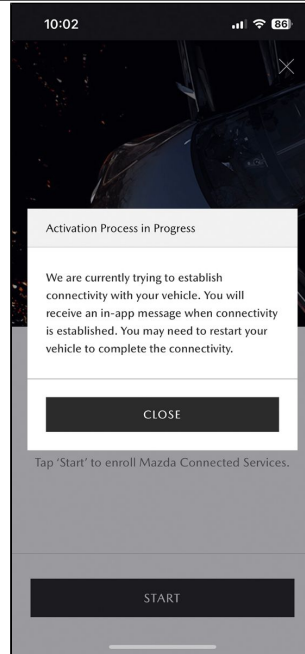 10:02
86
Activation Process in Progress
We are currently trying to establish
connectivity with your vehicle. You will
receive an in-app message when connectivity
is established. You may need to restart your
vehicle to complete the connectivity.
CLOSE
Tap ‘Start’ to enroll Mazda Connected Services.
START